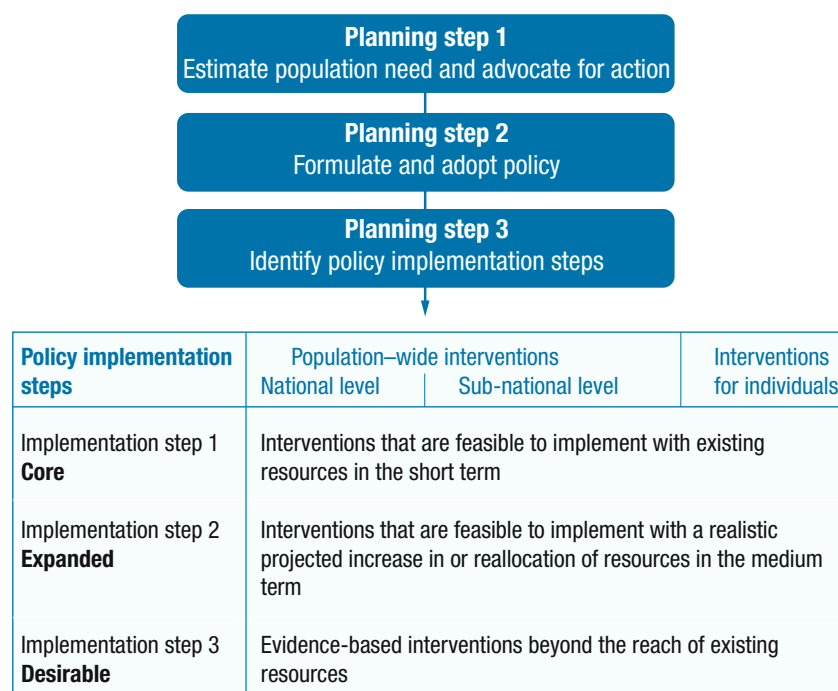 Planning step 1
Estimate population need and advocate for action
Planning step 2
Formulate and adopt policy
Planning step 3
Identify policy implementation steps
Policy implementation
steps
Population–wide interventions
National level
Sub-national level
Interventions
for individuals
Implementation step 1
Core
Interventions that are feasible to implement with existing
resources in the short term
Implementation step 2
Expanded
Interventions that are feasible to implement with a realistic
projected increase in or reallocation of resources in the medium
term
Implementation step 3
Desirable
Evidence-based interventions beyond the reach of existing
resources